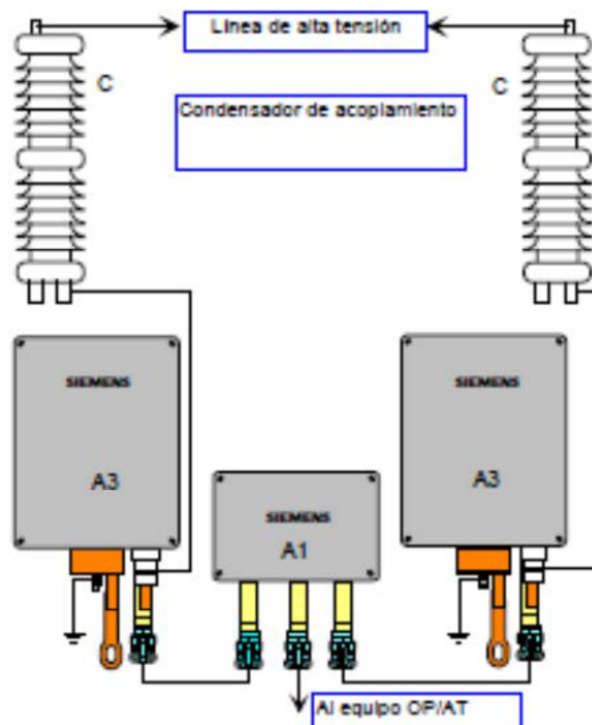 Línea de alta tensión
C
C
Condensador de acoplamiento
SIEMENS
SIEMENS
A3
A3
SIEMENS
A1
Al equipo OP/AT